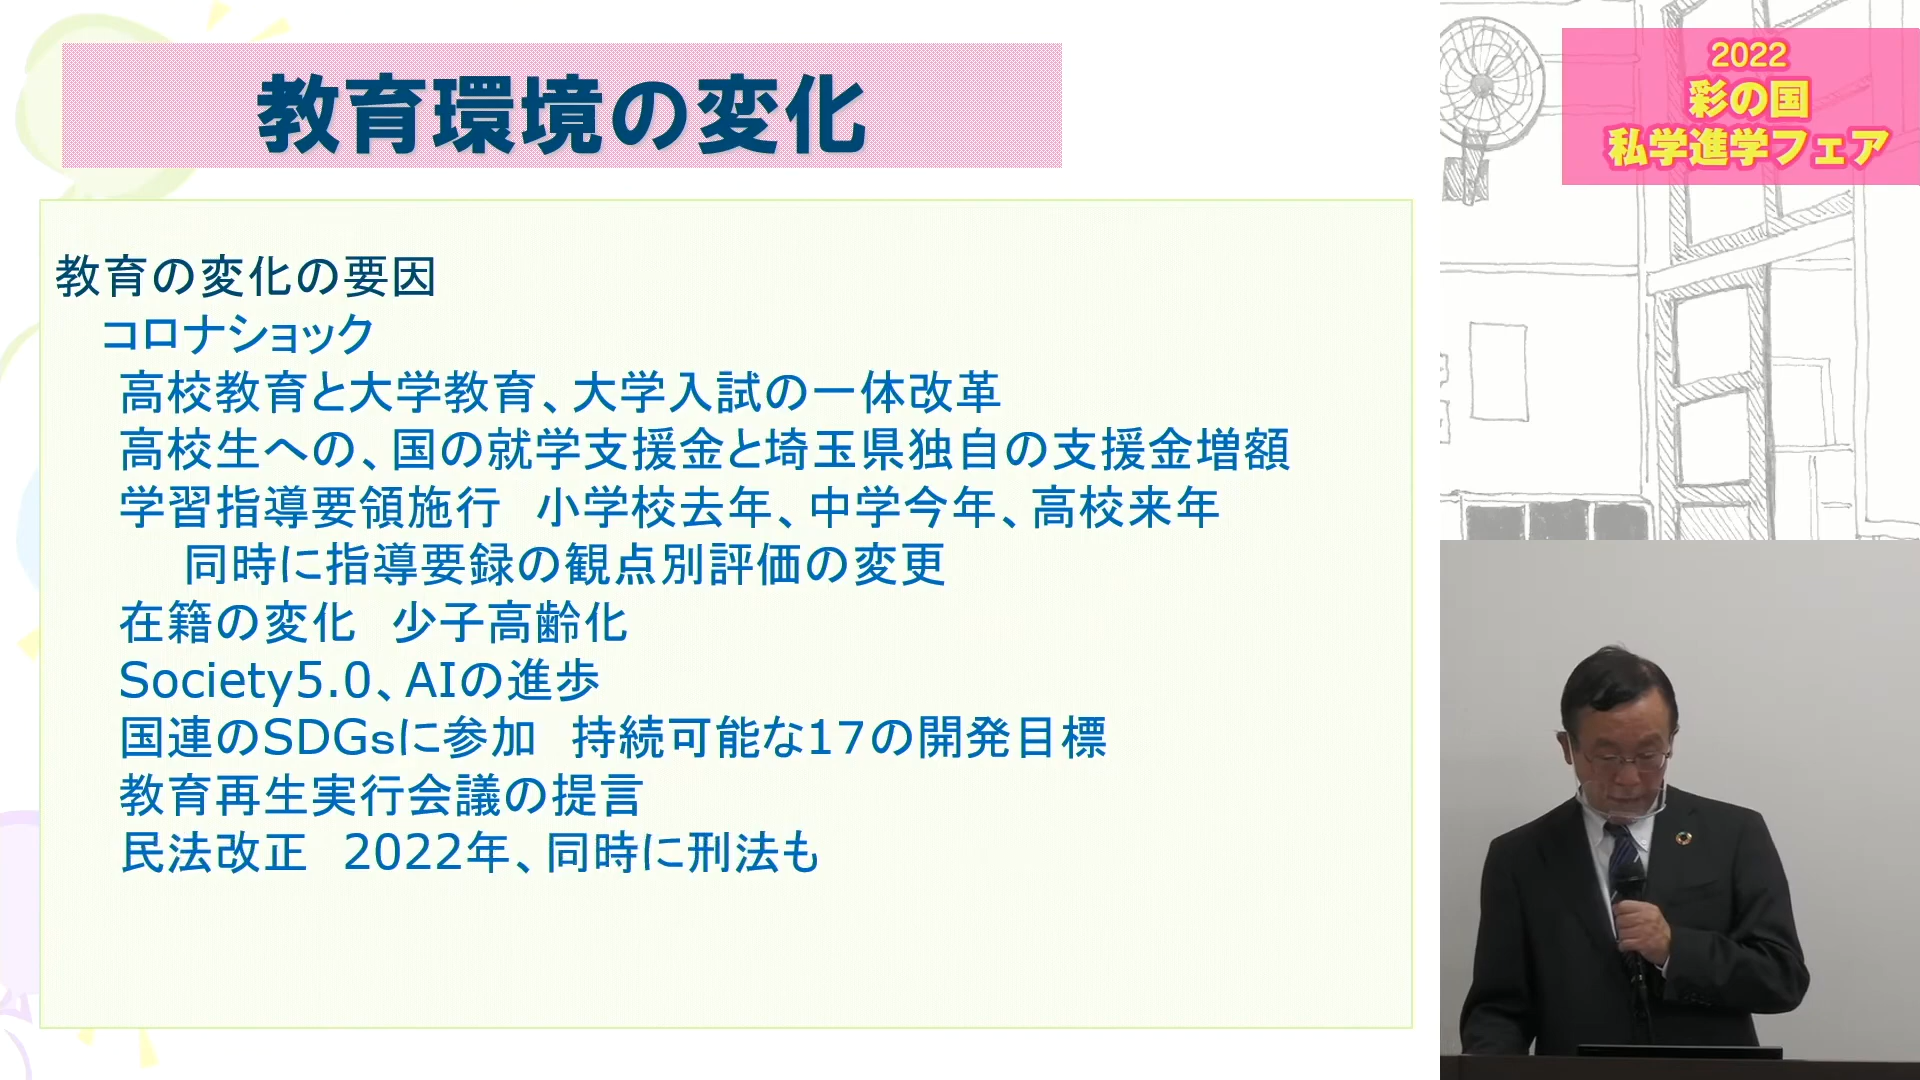 教育環境の変化
教育の変化の要因
コロナショック
高校教育と大学教育、大学入試の一体改革
高校生への、国の就学支援金と埼玉県独自の支援金増額
学習指導要領施行　小学校去年、中学今年、高校来年
同時に指導要録の観点別評価の変更
在籍の変化　少子高齢化
Society5.0、AIの進歩
国連のSDGsに参加　持続可能な17の開発目標
教育再生実行会議の提言
民法改正　2022年、同時に刑法も
2022
彩の国
私学進学フェア